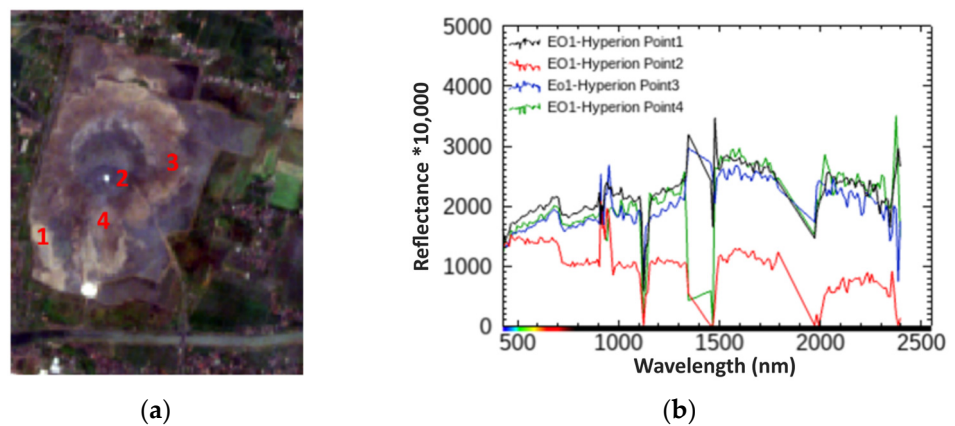 3
2
4
1
(a)
5000
4000
3000
2000
1000
0
Reflectance *10,000
EO1-Hyperion Point1
EO1-Hyperion Point2
Eo1-Hyperion Point3
EO1-Hyperion Point4
500 1000 1500 2000 2500
Wavelength (nm)
(b)